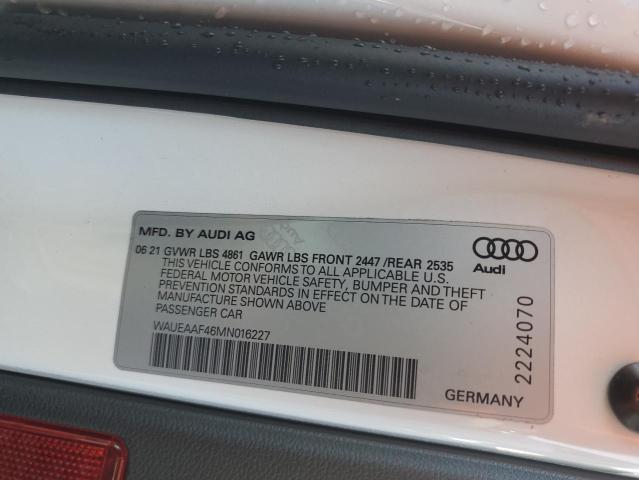 MFD. BY AUDI AG
06 21 GVWR LBS 4861 GAWR LBS FRONT 2447 /REAR 2535
THIS VEHICLE CONFORMS TO ALL APPLICABLE U.S.
FEDERAL MOTOR VEHICLE SAFETY, BUMPER AND THEFT
PREVENTION STANDARDS IN EFFECT ON THE DATE OF
MANUFACTURE SHOWN ABOVE
PASSENGER CAR
WAUEAAF46MN016227
Audi
2224070
GERMANY